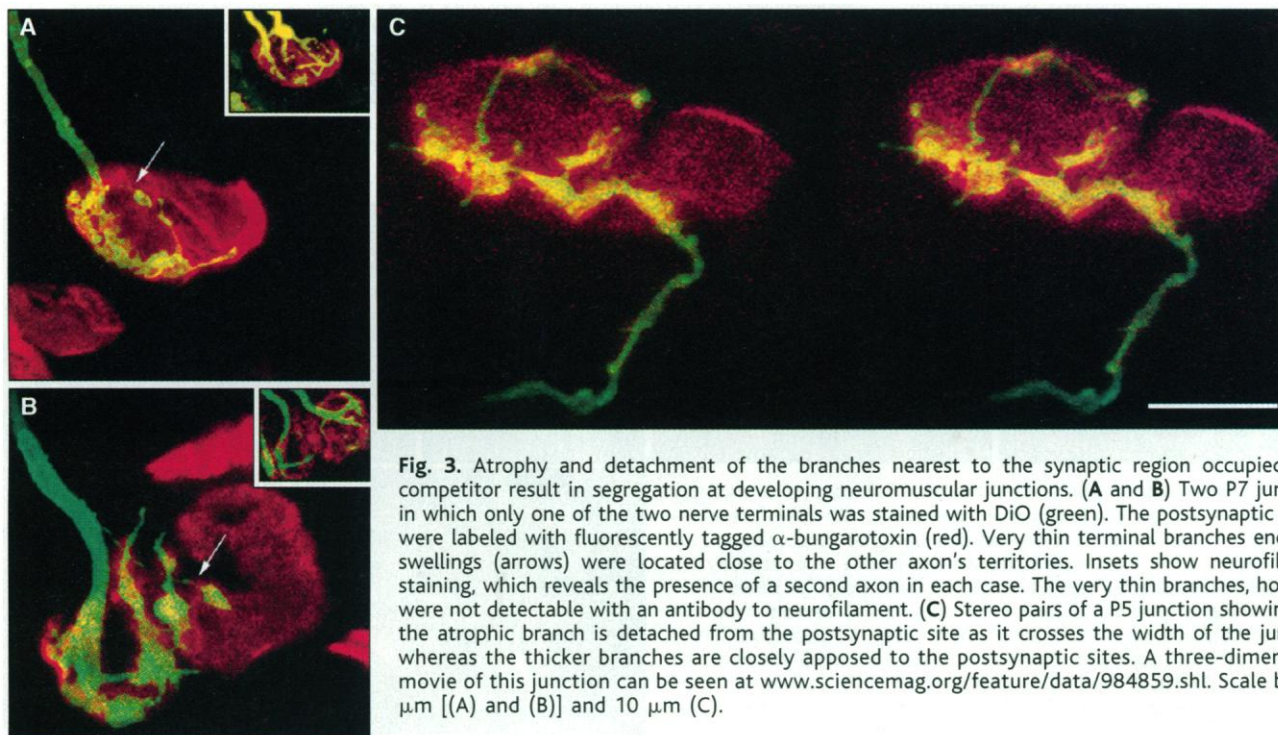 A
C
B
Fig. 3. Atrophy and detachment of the branches nearest to the synaptic region occupied
competitor result in segregation at developing neuromuscular junctions. (A and B) Two P7 jun
in which only one of the two nerve terminals was stained with DiO (green). The postsynaptic
were labeled with fluorescently tagged α-bungarotoxin (red). Very thin terminal branches end
swellings (arrows) were located close to the other axon's territories. Insets show neurofil
staining, which reveals the presence of a second axon in each case. The very thin branches, ho
were not detectable with an antibody to neurofilament. (C) Stereo pairs of a P5 junction showin
the atrophic branch is detached from the postsynaptic site as it crosses the width of the ju
whereas the thicker branches are closely apposed to the postsynaptic sites. A three-dimen
movie of this junction can be seen at www.sciencemag.org/feature/data/984859.shl. Scale b
μm [(A) and (B)] and 10 μm (C).